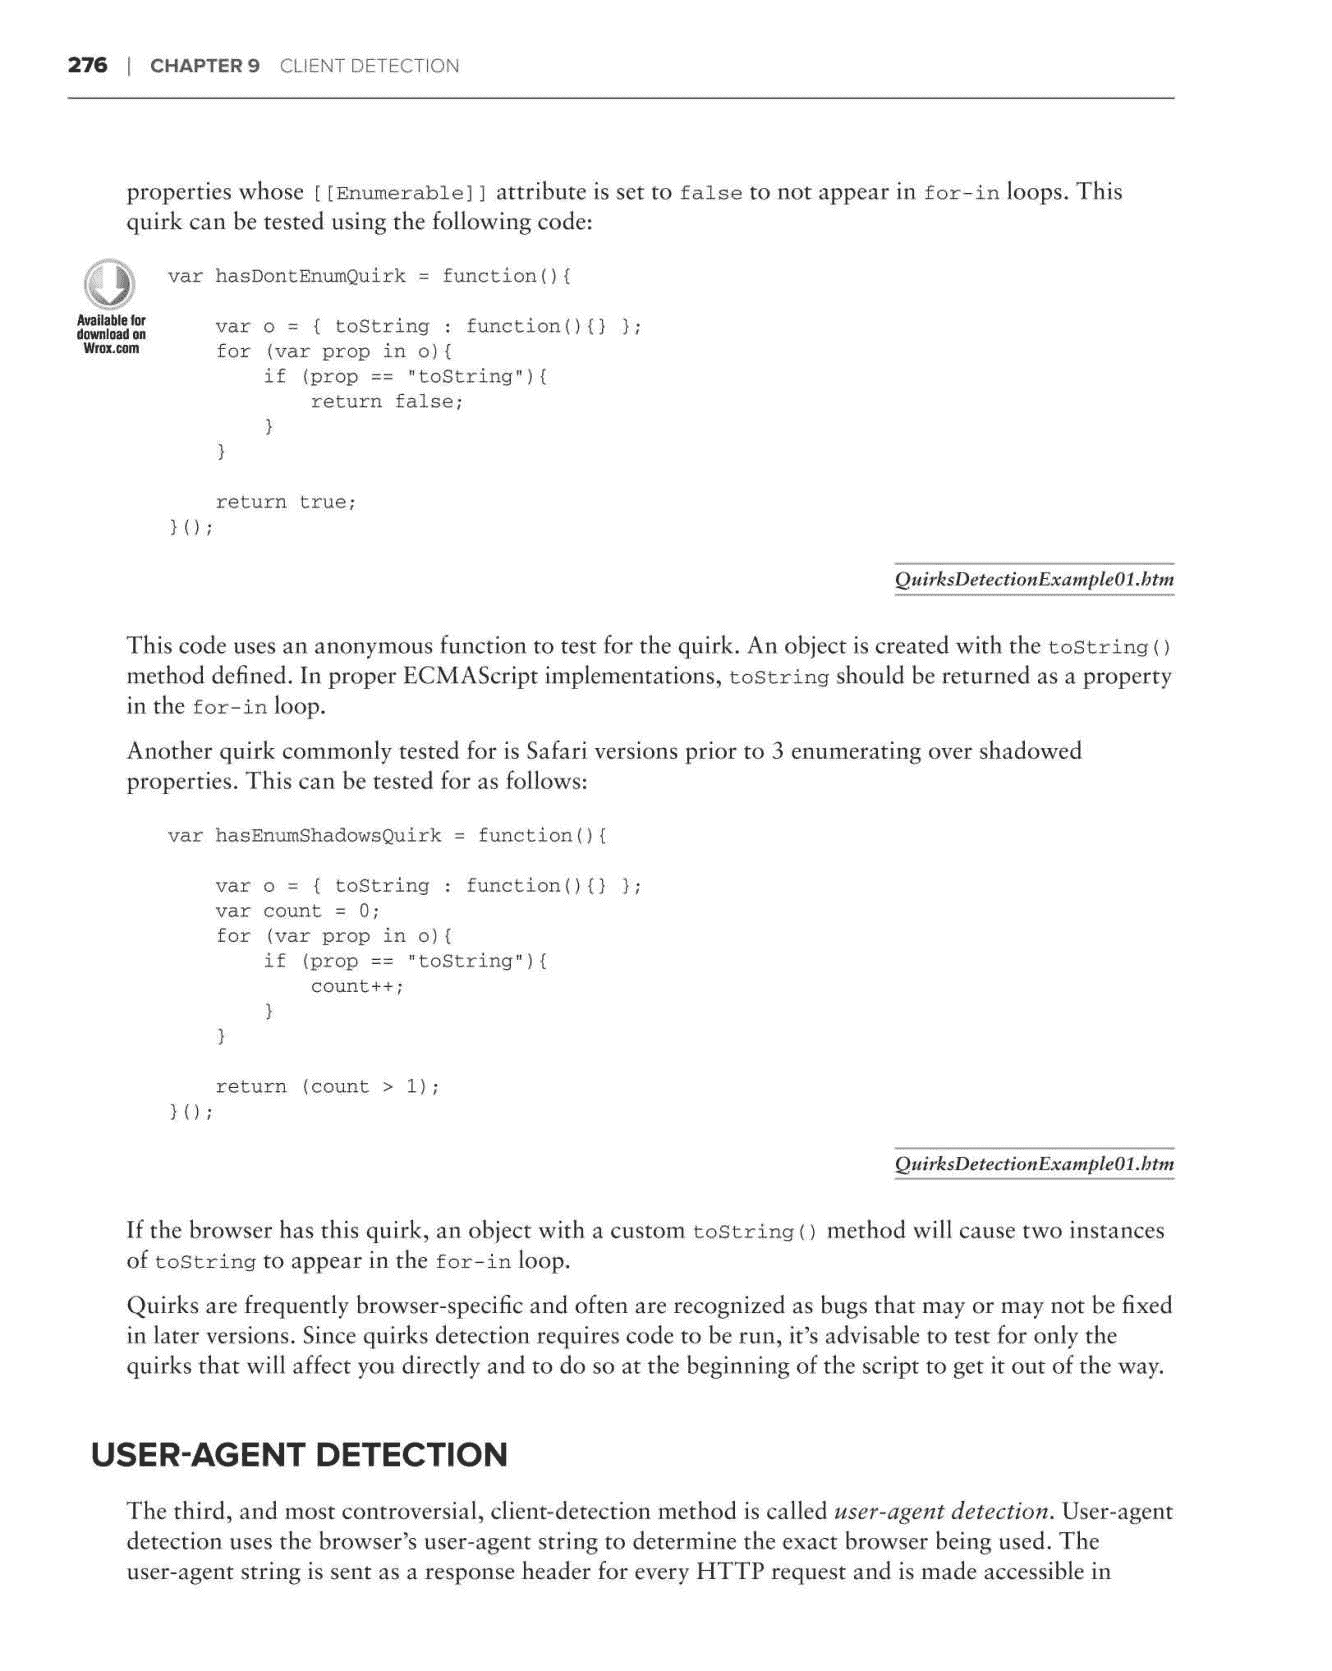 276 | CHAPTER 9 CLIENT DETECTION
properties whose [[Enumerable]] attribute is set to false to not appear in for-in loops. This
quirk can be tested using the following code:
var hasDontEnumQuirk = function(){
Available for
download on
Wrox.com
var o = { toString : function(){} };
for (var prop in o){
if (prop == "toString"){
return false;
}
}
return true;
}();
QuirksDetectionExample01.htm
This code uses an anonymous function to test for the quirk. An object is created with the toString()
method defined. In proper ECMAScript implementations, toString should be returned as a property
in the for-in loop.
Another quirk commonly tested for is Safari versions prior to 3 enumerating over shadowed
properties. This can be tested for as follows:
var hasEnumShadowsQuirk = function(){
var o = { toString : function(){} };
var count = 0;
for (var prop in o){
if (prop == "toString"){
count++;
}
}
return (count > 1);
}();
QuirksDetectionExample01.htm
If the browser has this quirk, an object with a custom toString() method will cause two instances
of toString to appear in the for-in loop.
Quirks are frequently browser-specific and often are recognized as bugs that may or may not be fixed
in later versions. Since quirks detection requires code to be run, it's advisable to test for only the
quirks that will affect you directly and to do so at the beginning of the script to get it out of the way.
USER-AGENT DETECTION
The third, and most controversial, client-detection method is called user-agent detection. User-agent
detection uses the browser's user-agent string to determine the exact browser being used. The
user-agent string is sent as a response header for every HTTP request and is made accessible in